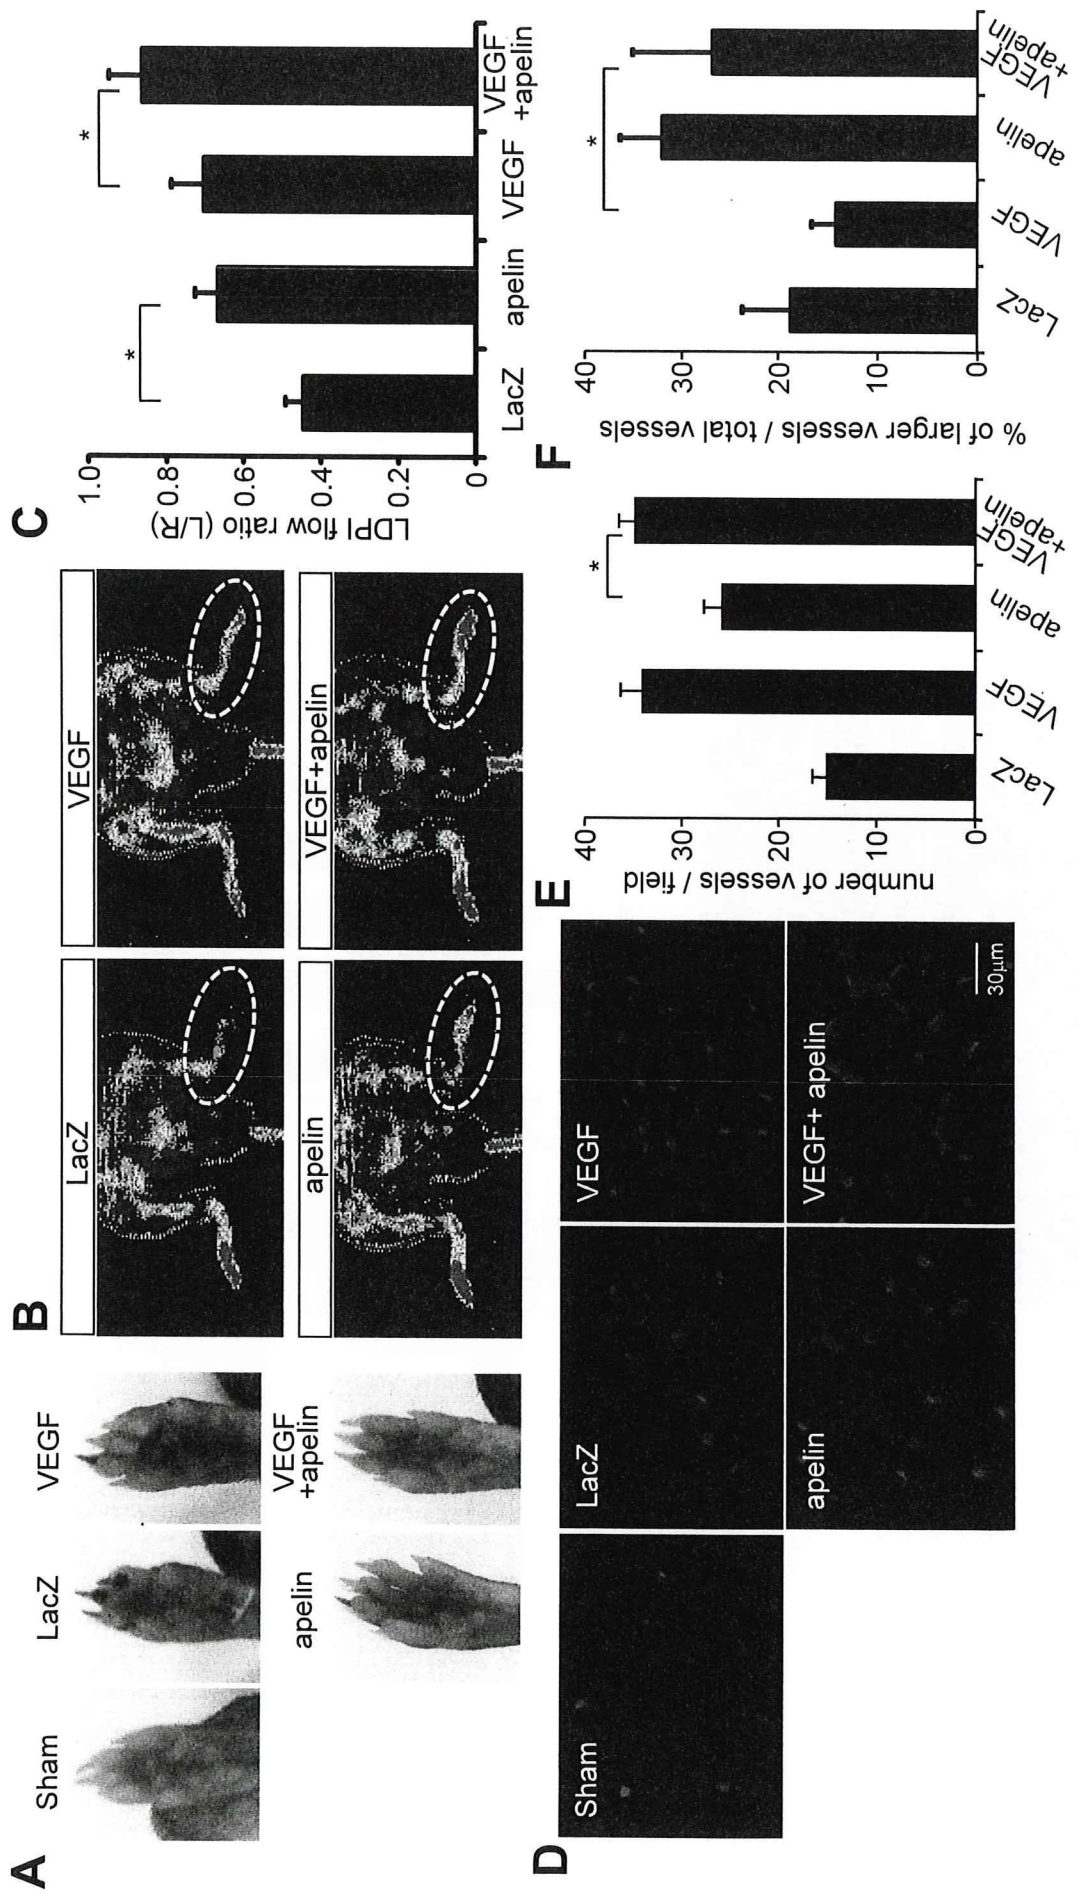 A
Sham
LacZ
VEGF
apelin
VEGF
+apelin
B
LacZ
VEGF
apelin
VEGF+apelin
C
LDPI flow ratio (L/R)
1.0
0.8
0.6
0.4
0.2
0
*
*
LacZ
apelin
VEGF
VEGF
+apelin
D
Sham
LacZ
VEGF
apelin
VEGF+ apelin
30μm
E
number of vessels / field
40
30
20
10
0
*
LacZ
VEGF
apelin
VEGF
+apelin
F
% of larger vessels / total vessels
40
30
20
10
0
*
LacZ
VEGF
apelin
VEGF
+apelin